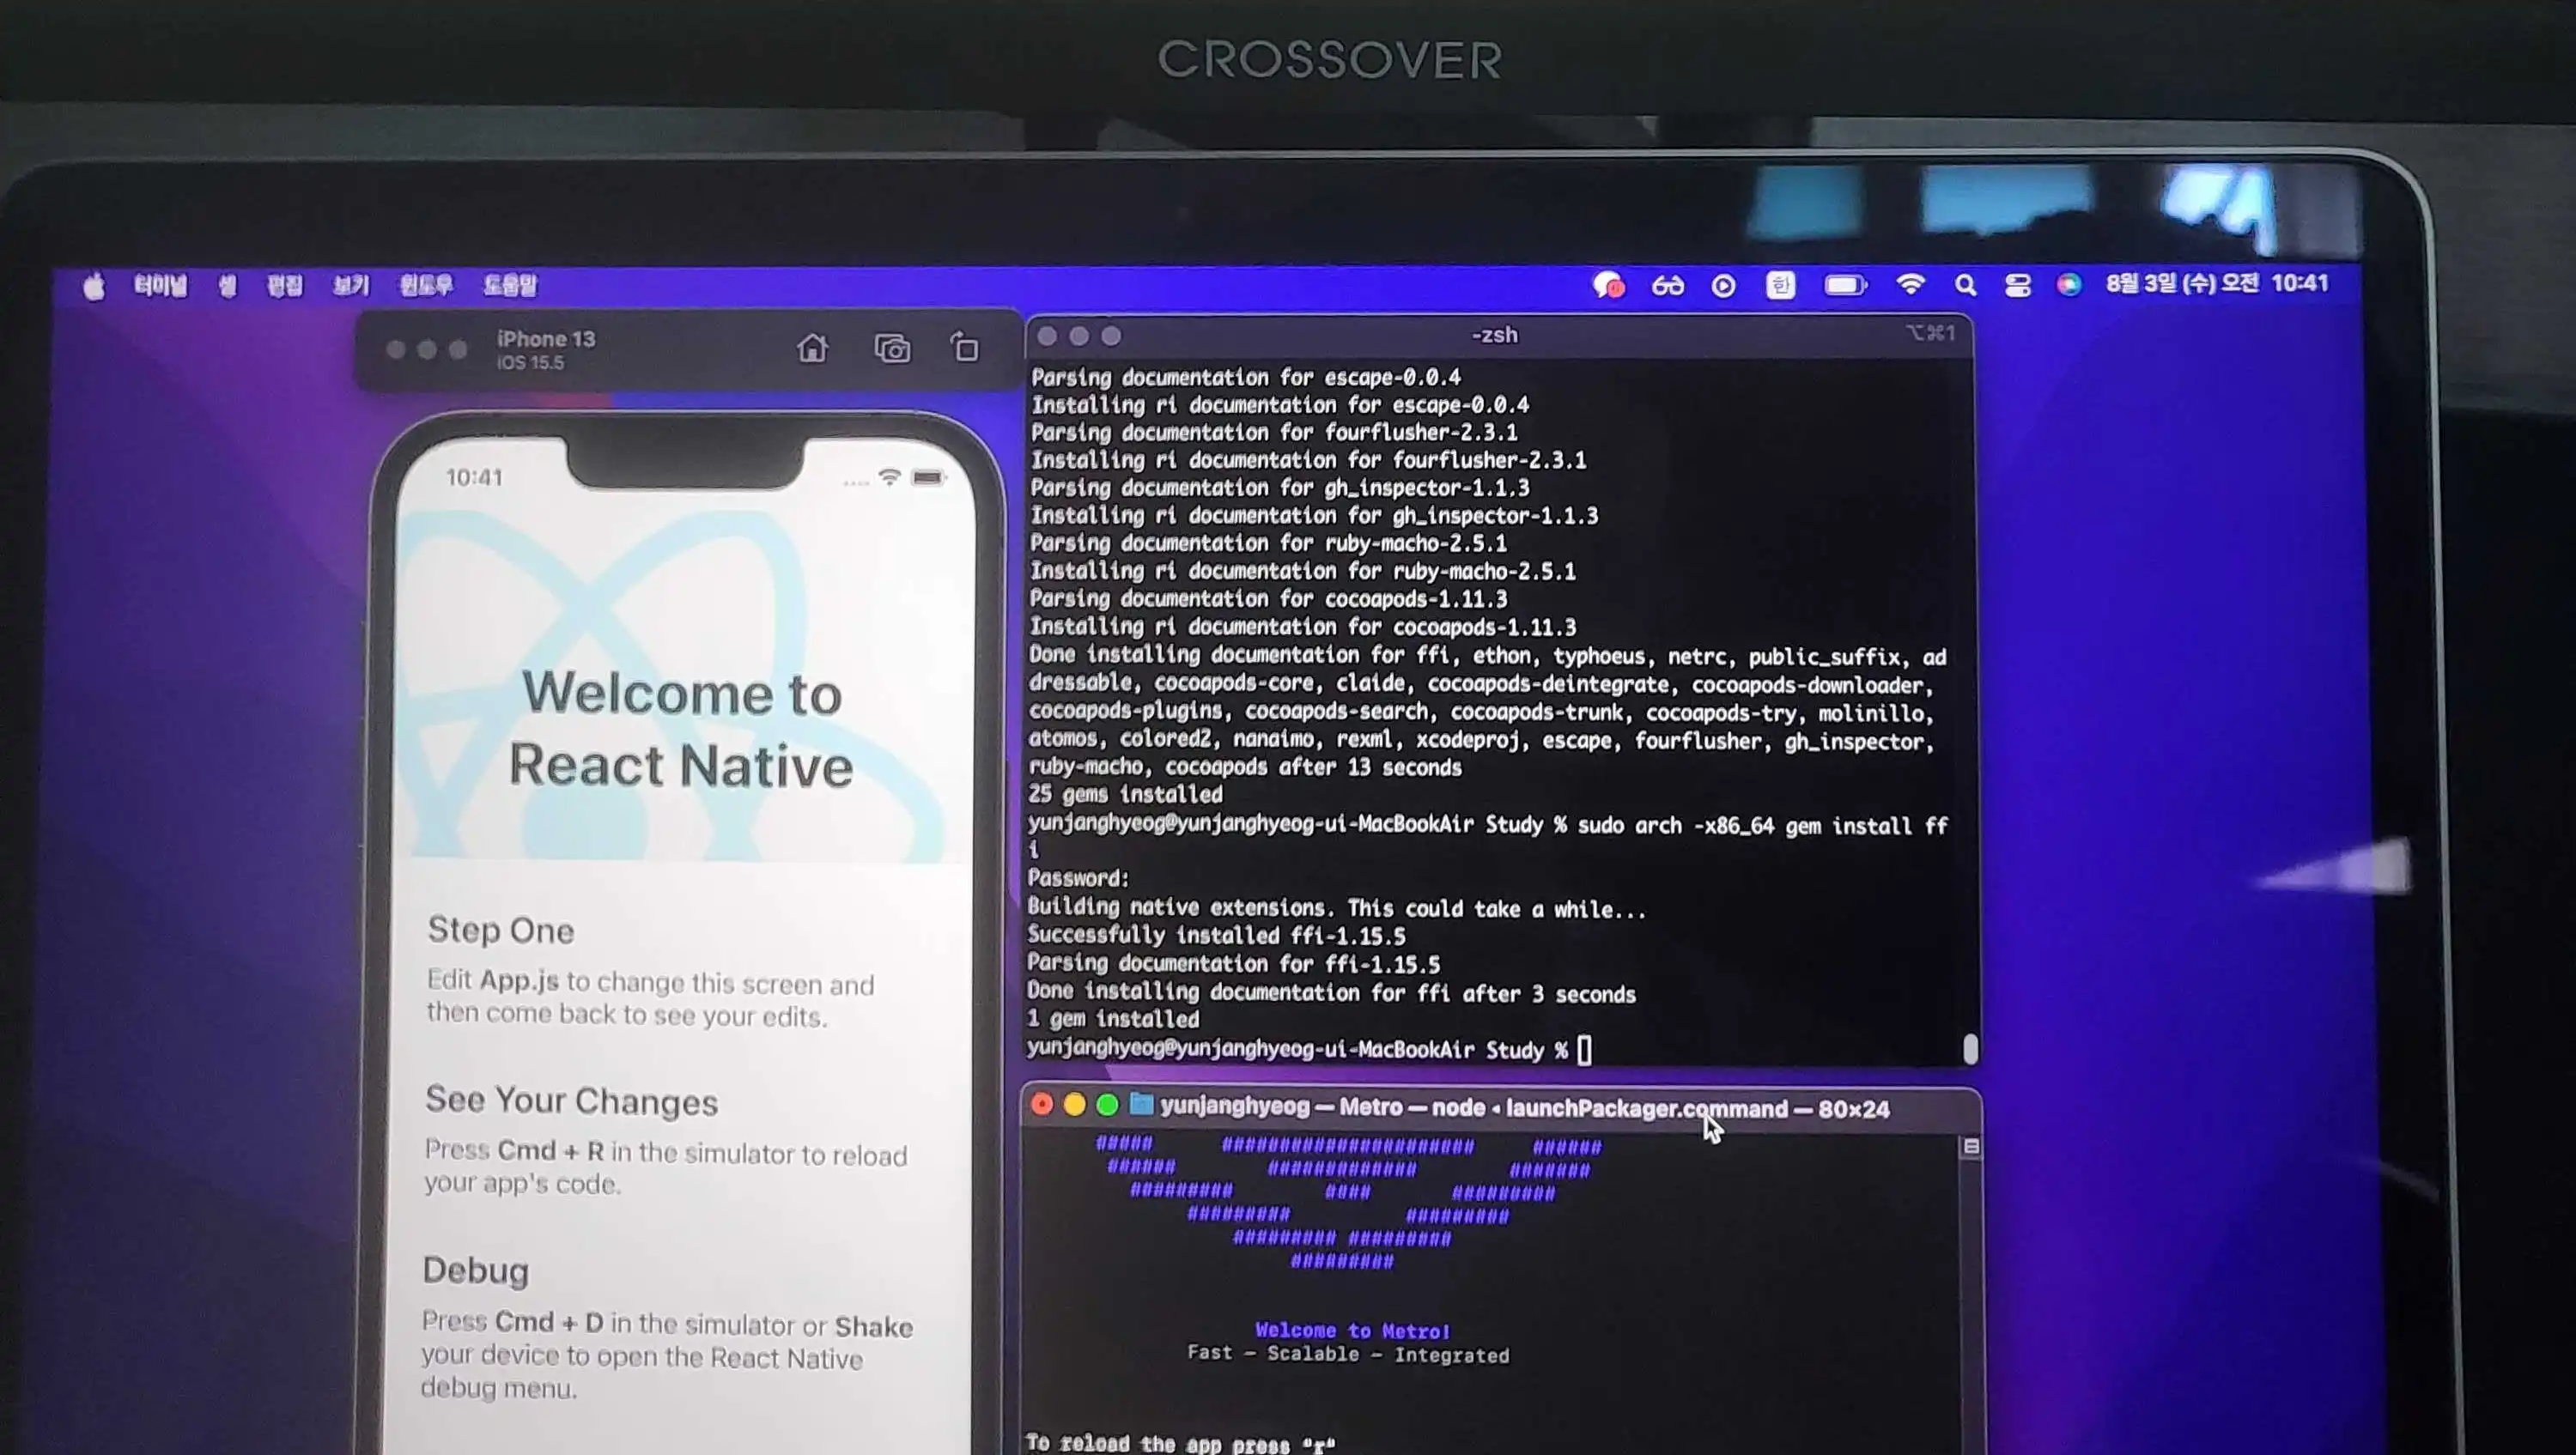 CROSSOVER
터미널 셸 편집 보기 윈도우 도움말
한
8월 3일 (수) 오전 10:41
iPhone 13
iOS 15.5
10:41
Welcome to
React Native
Step One
Edit App.js to change this screen and
then come back to see your edits.
See Your Changes
Press Cmd + R in the simulator to reload
your app's code.
Debug
Press Cmd + D in the simulator or Shake
your device to open the React Native
debug menu.
-zsh
⌥⌘1
Parsing documentation for escape-0.0.4
Installing ri documentation for escape-0.0.4
Parsing documentation for fourflusher-2.3.1
Installing ri documentation for fourflusher-2.3.1
Parsing documentation for gh_inspector-1.1.3
Installing ri documentation for gh_inspector-1.1.3
Parsing documentation for ruby-macho-2.5.1
Installing ri documentation for ruby-macho-2.5.1
Parsing documentation for cocoapods-1.11.3
Installing ri documentation for cocoapods-1.11.3
Done installing documentation for ffi, ethon, typhoeus, netrc, public_suffix, ad
dressable, cocoapods-core, claide, cocoapods-deintegrate, cocoapods-downloader,
cocoapods-plugins, cocoapods-search, cocoapods-trunk, cocoapods-try, molinillo,
atomos, colored2, nanaimo, rexml, xcodeproj, escape, fourflusher, gh_inspector,
ruby-macho, cocoapods after 13 seconds
25 gems installed
yunjanghyeog@yunjanghyeog-ui-MacBookAir Study % sudo arch -x86_64 gem install ff
i
Password:
Building native extensions. This could take a while...
Successfully installed ffi-1.15.5
Parsing documentation for ffi-1.15.5
Done installing documentation for ffi after 3 seconds
1 gem installed
yunjanghyeog@yunjanghyeog-ui-MacBookAir Study %
yunjanghyeog — Metro — node ◂ launchPackager.command — 80×24
##### ###################### ######
###### ############# #######
######### #### #########
######### #########
######### #########
#########
Welcome to Metro!
Fast - Scalable - Integrated
To reload the app press "r"